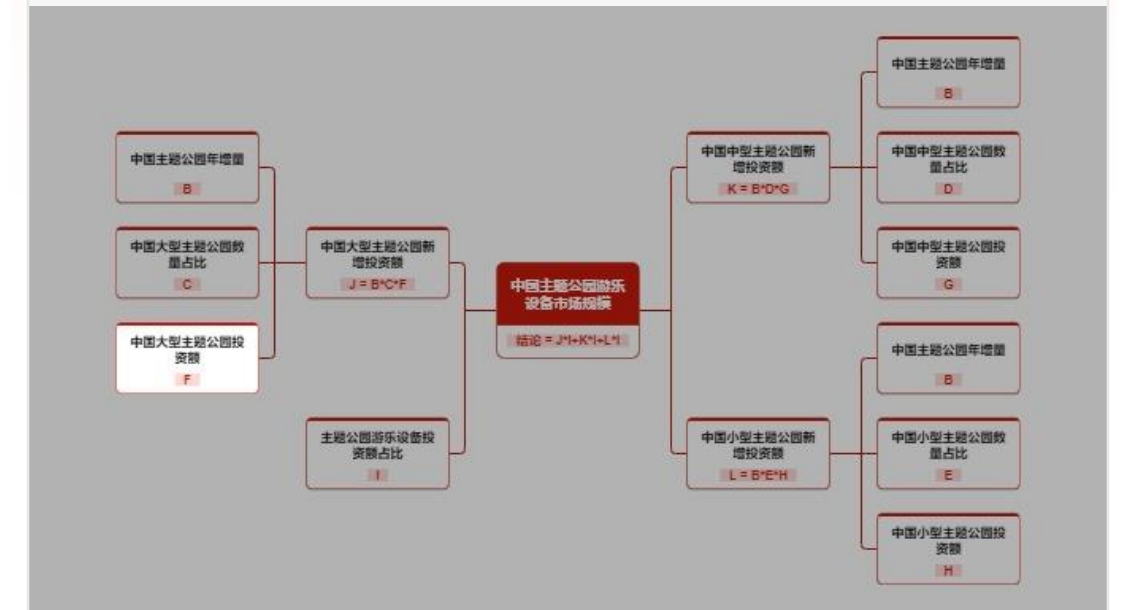 中国主题公园年增量
B
中国大型主题公园数
量占比
C
中国大型主题公园投
资额
F
中国大型主题公园新
增投资额
J = B*C*F
主题公园游乐设备投
资额占比
I
中国主题公园游乐
设备市场规模
结论 = J*I+K*I+L*I
中国中型主题公园新
增投资额
K = B*D*G
中国主题公园年增量
B
中国中型主题公园数
量占比
D
中国中型主题公园投
资额
G
中国小型主题公园新
增投资额
L = B*E*H
中国主题公园年增量
B
中国小型主题公园数
量占比
E
中国小型主题公园投
资额
H